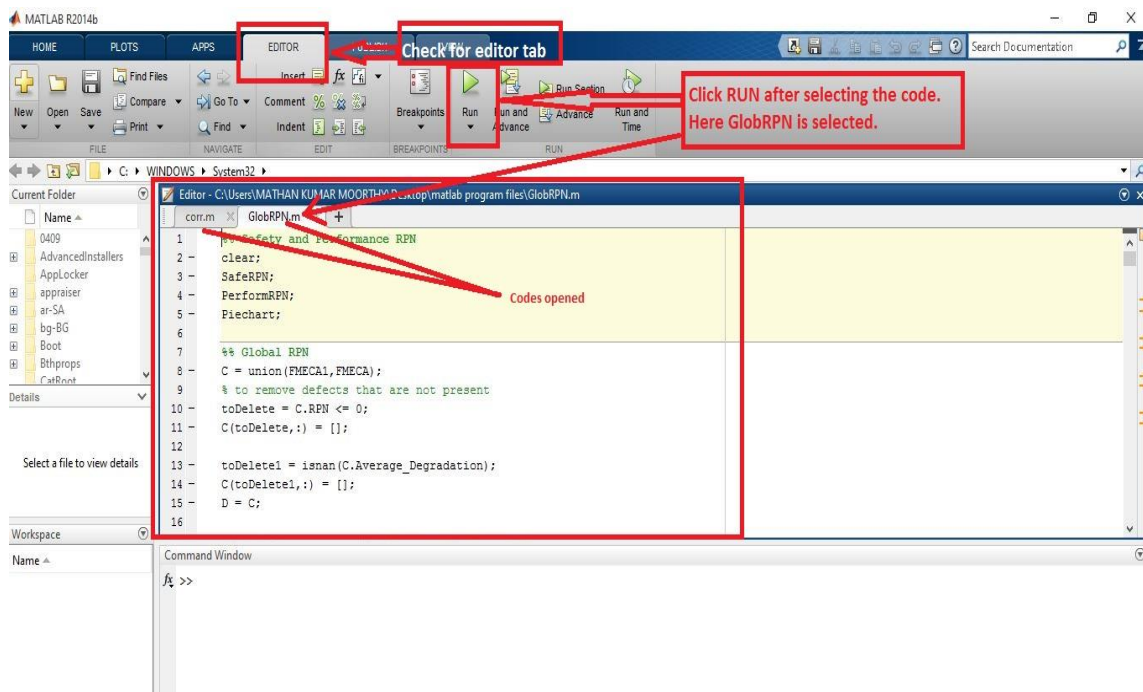 MATLAB R2014b
HOME PLOTS APPS EDITOR
Check for editor tab
Search Documentation
New Open Save Find Files Compare Print
FILE
Go To Find
NAVIGATE
Insert fx
Comment
Indent
EDIT
Breakpoints
BREAKPOINTS
Run Run and Advance Run Section Advance Run and Time
RUN
Click RUN after selecting the code.
Here GlobRPN is selected.
C: WINDOWS System32
Current Folder
Name
0409
AdvancedInstallers
AppLocker
appraiser
ar-SA
bg-BG
Boot
Bthprops
CatRoot
Details
Select a file to view details
Workspace
Name
Editor - C:\Users\MATHAN KUMAR MOORTHY\Desktop\matlab program files\GlobRPN.m
corr.m GlobRPN.m +
1 %% Safety and Performance RPN
2 - clear;
3 - SafeRPN;
4 - PerformRPN;
5 - Piechart;
6
7 %% Global RPN
8 - C = union(FMECA1,FMECA);
9 % to remove defects that are not present
10 - toDelete = C.RPN <= 0;
11 - C(toDelete,:) = [];
12
13 - toDelete1 = isnan(C.Average_Degradation);
14 - C(toDelete1,:) = [];
15 - D = C;
16
Codes opened
Command Window
fx >>